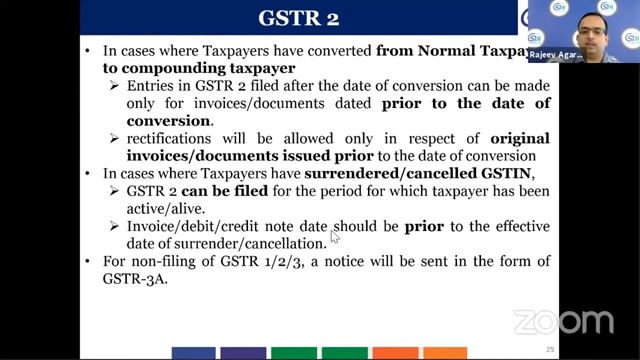 GSTR 2
• In cases where Taxpayers have converted from Normal Taxpay
to compounding taxpayer
➢ Entries in GSTR 2 filed after the date of conversion can be made
only for invoices/documents dated prior to the date of
conversion.
➢ rectifications will be allowed only in respect of original
invoices/documents issued prior to the date of conversion
• In cases where Taxpayers have surrendered/cancelled GSTIN,
➢ GSTR 2 can be filed for the period for which taxpayer has been
active/alive.
➢ Invoice/debit/credit note date should be prior to the effective
date of surrender/cancellation.
• For non-filing of GSTR 1/2/3, a notice will be sent in the form of
GSTR-3A.
Rajeev Agar...
zoom
25